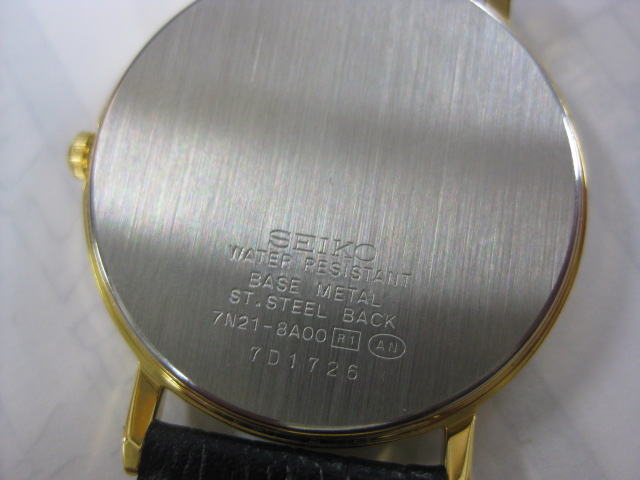 SEIKO
WATER RESISTANT
BASE METAL
ST.STEEL BACK
7N21-8A00 R1 AN
7D1726